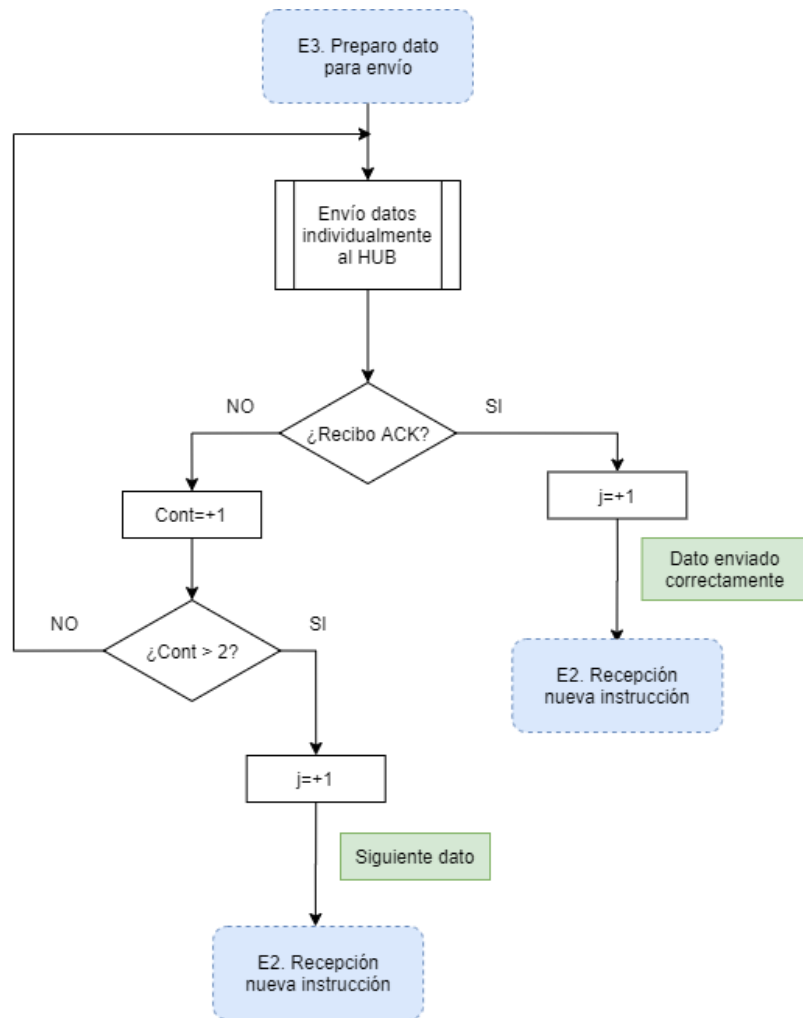 E3. Preparo dato
para envío
Envío datos
individualmente
al HUB
NO
¿Recibo ACK?
SI
Cont=+1
j=+1
Dato enviado
correctamente
NO
¿Cont > 2?
SI
E2. Recepción
nueva instrucción
j=+1
Siguiente dato
E2. Recepción
nueva instrucción